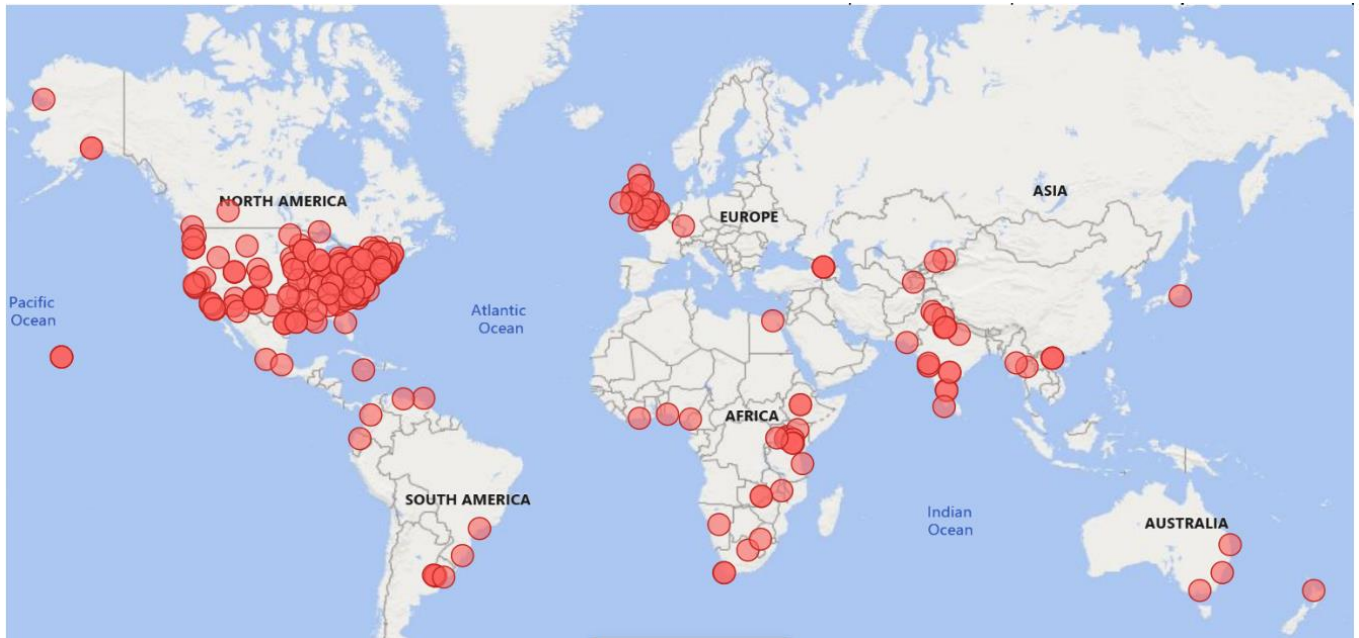 ASIA
NORTH AMERICA
EUROPE
Pacific
Ocean
Atlantic
Ocean
AFRICA
SOUTH AMERICA
Indian
Ocean
AUSTRALIA